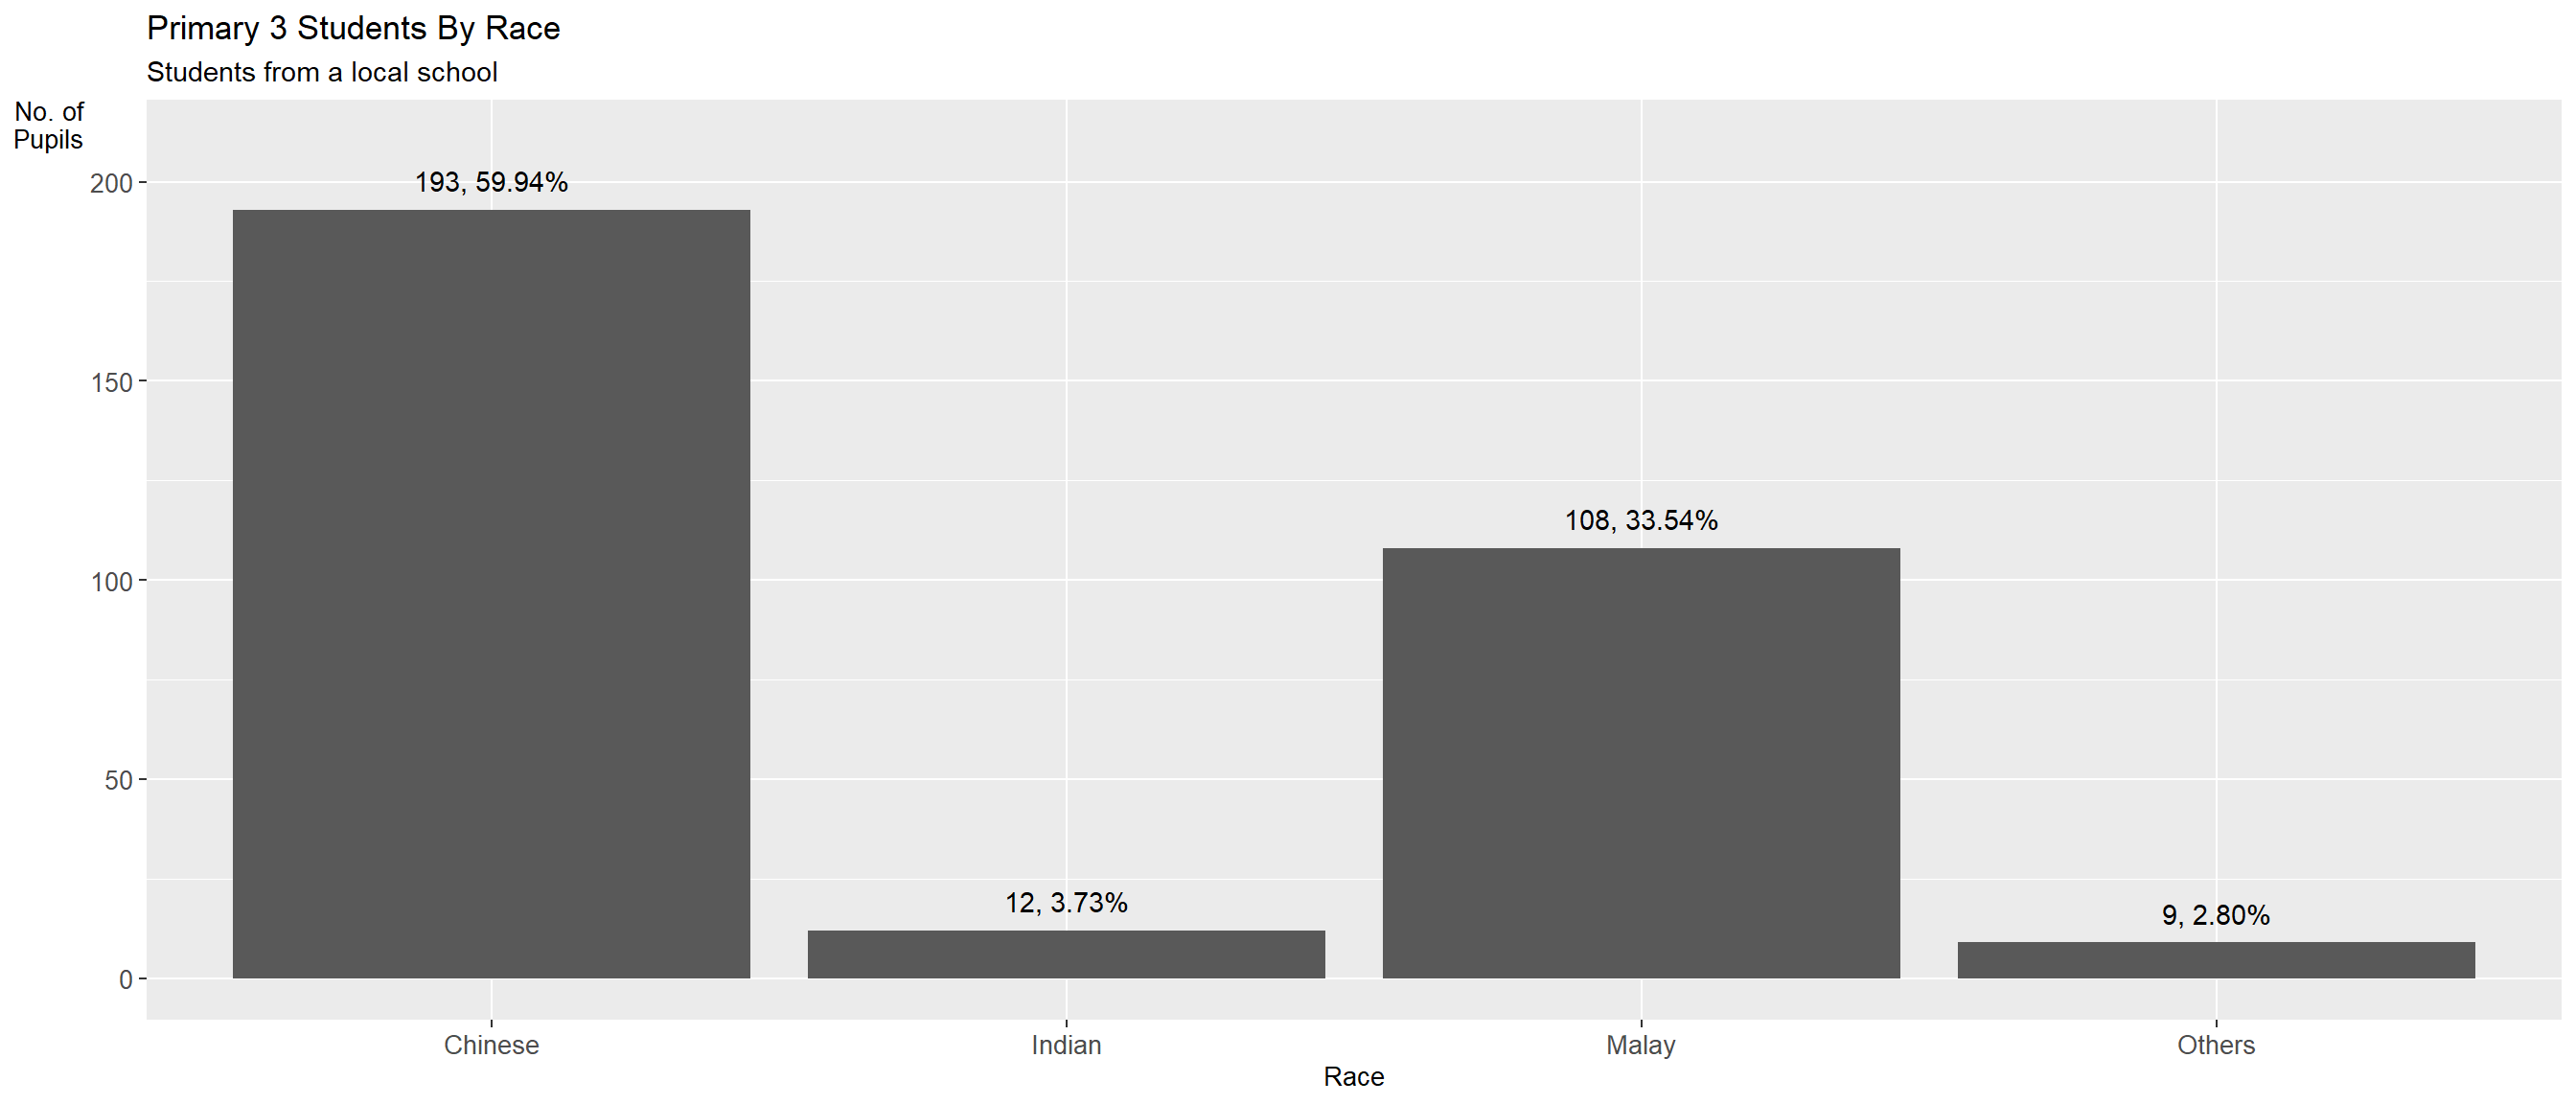 Primary 3 Students By Race
Students from a local school
No. of
Pupils
200
150
100
50
0
193, 59.94%
12, 3.73%
108, 33.54%
9, 2.80%
Chinese
Indian
Malay
Others
Race